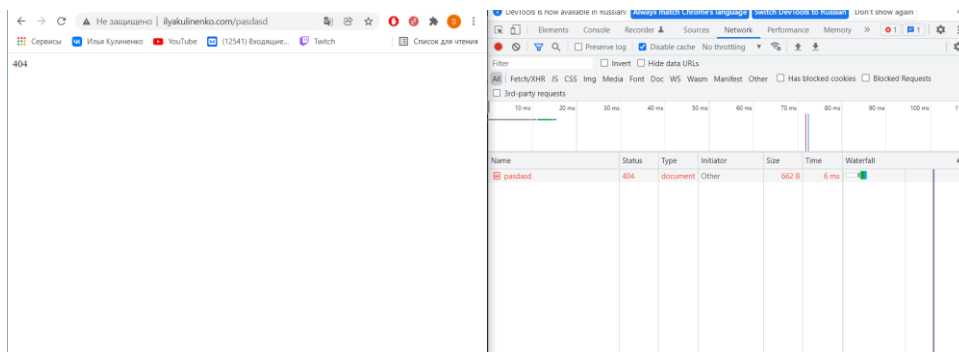 Не защищено | ilyakulinenko.com/pasdasd
Сервисы Илья Кулиненко YouTube (12541) Входящие... Twitch Список для чтения
404
DevTools is now available in Russian! Always match Chrome's language Switch DevTools to Russian Don't show again
Elements Console Recorder Sources Network Performance Memory » 1 1
Preserve log Disable cache No throttling
Filter Invert Hide data URLs
All Fetch/XHR JS CSS Img Media Font Doc WS Wasm Manifest Other Has blocked cookies Blocked Requests
3rd-party requests
10 ms 20 ms 30 ms 40 ms 50 ms 60 ms 70 ms 80 ms 90 ms 100 ms
Name Status Type Initiator Size Time Waterfall
pasdasd 404 document Other 662 B 6 ms